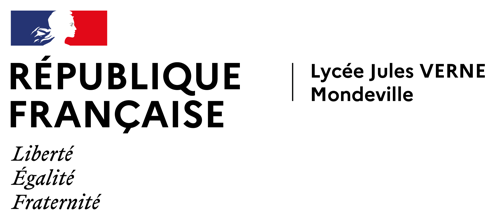 RÉPUBLIQUE
FRANÇAISE
Liberté
Égalité
Fraternité
Lycée Jules VERNE
Mondeville